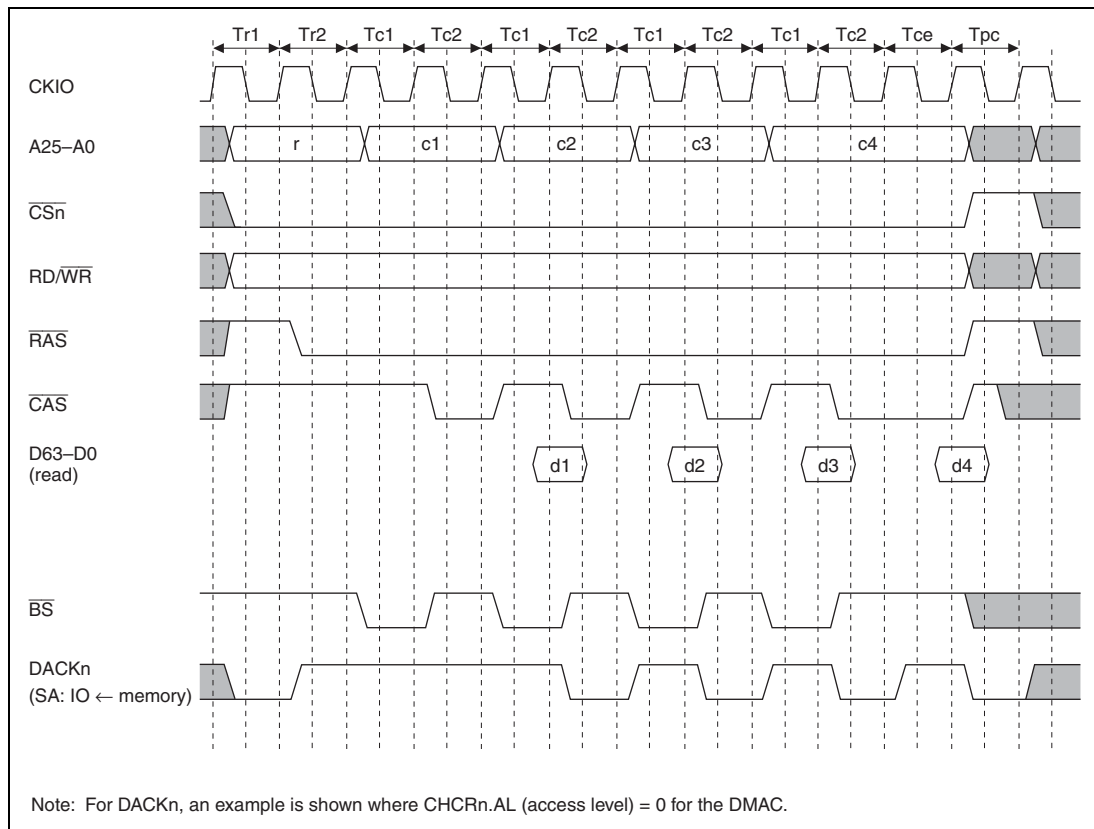 Tr1 Tr2 Tc1 Tc2 Tc1 Tc2 Tc1 Tc2 Tc1 Tc2 Tce Tpc
CKIO
A25–A0 r c1 c2 c3 c4
CSn
RD/WR
RAS
CAS
D63–D0
(read) d1 d2 d3 d4
BS
DACKn
(SA: IO ← memory)
Note: For DACKn, an example is shown where CHCRn.AL (access level) = 0 for the DMAC.